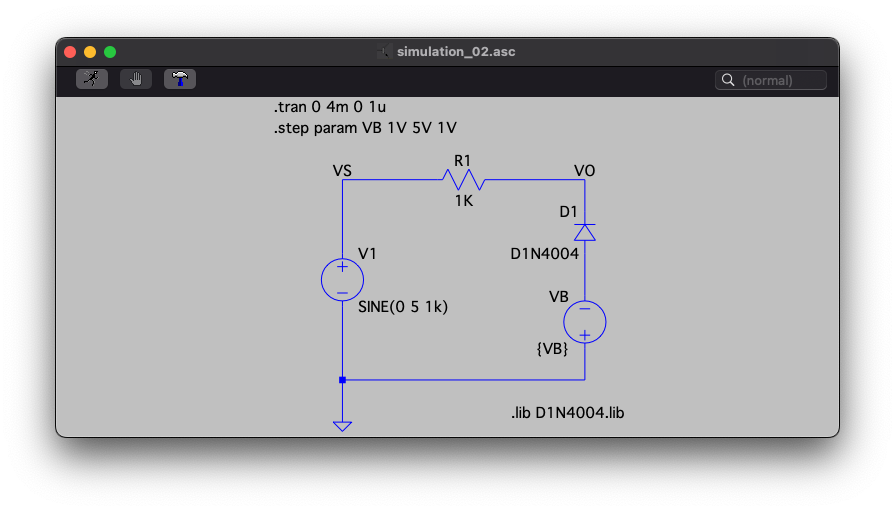 simulation_02.asc
(normal)
.tran 0 4m 0 1u
.step param VB 1V 5V 1V
R1
VS
VO
1K
D1
V1
D1N4004
VB
SINE(0 5 1k)
{VB}
.lib D1N4004.lib